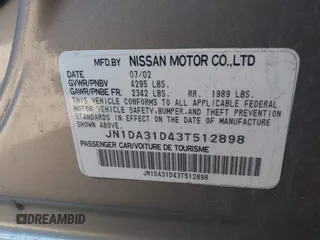 MFD.BY NISSAN MOTOR CO.,LTD
DATE 07/02
GVWR/PNBV 4295 LBS.
GAWR/PNBE FR. 2342 LBS. RR. 1989 LBS.
THIS VEHICLE CONFORMS TO ALL APPLICABLE FEDERAL
MOTOR VEHICLE SAFETY, BUMPER, AND THEFT PREVENTION
STANDARDS IN EFFECT ON THE DATE OF
MANUFACTURE SHOWN ABOVE.
JN1DA31D43T512898
PASSENGER CAR/VOITURE DE TOURISME
JN1DA31D43T512898
DREAMBID